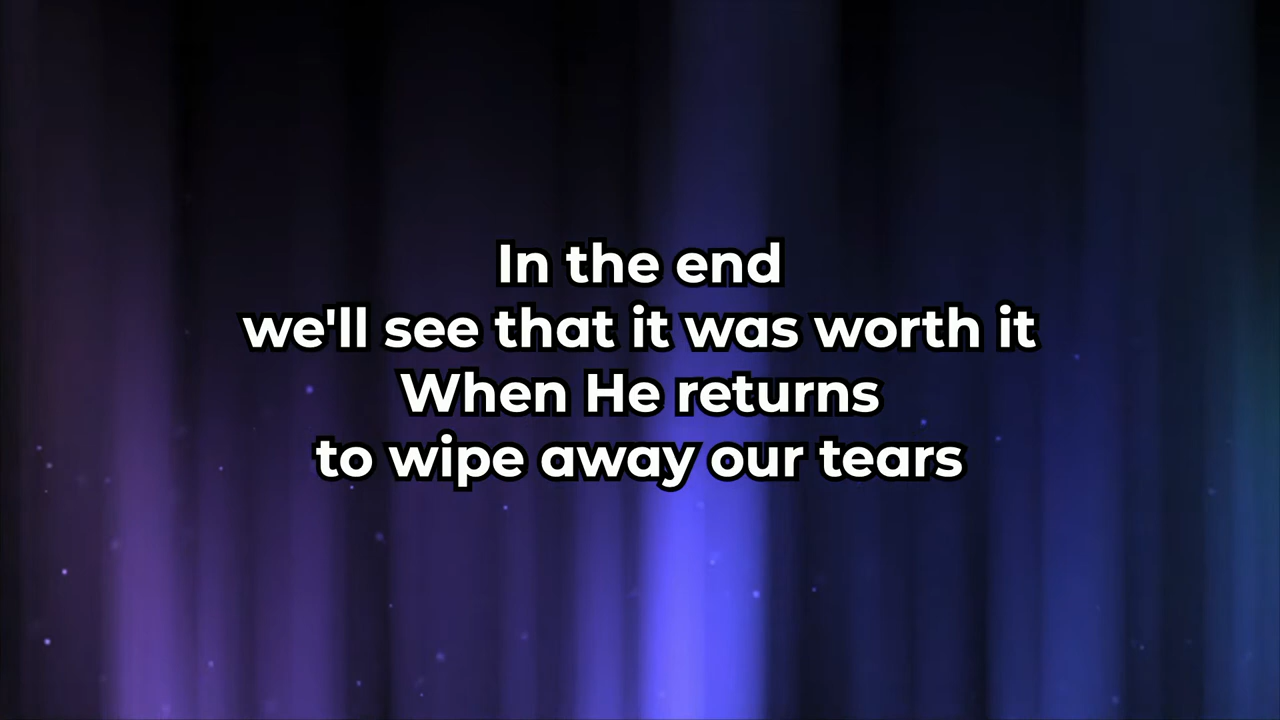 In the end
we'll see that it was worth it
When He returns
to wipe away our tears